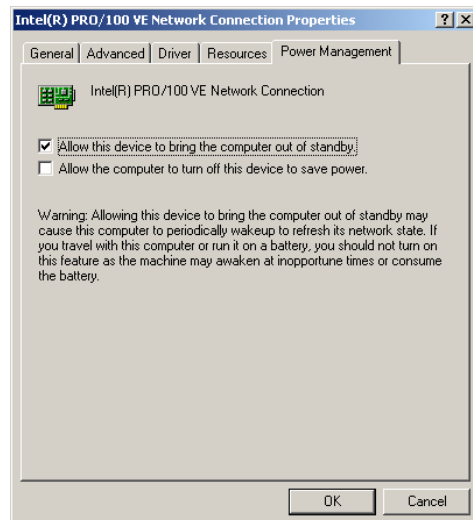 Intel(R) PRO/100 VE Network Connection Properties
General Advanced Driver Resources Power Management
Intel(R) PRO/100 VE Network Connection
Allow this device to bring the computer out of standby.
Allow the computer to turn off this device to save power.
Warning: Allowing this device to bring the computer out of standby may
cause this computer to periodically wakeup to refresh its network state. If
you travel with this computer or run it on a battery, you should not turn on
this feature as the machine may awaken at inopportune times or consume
the battery.
OK Cancel